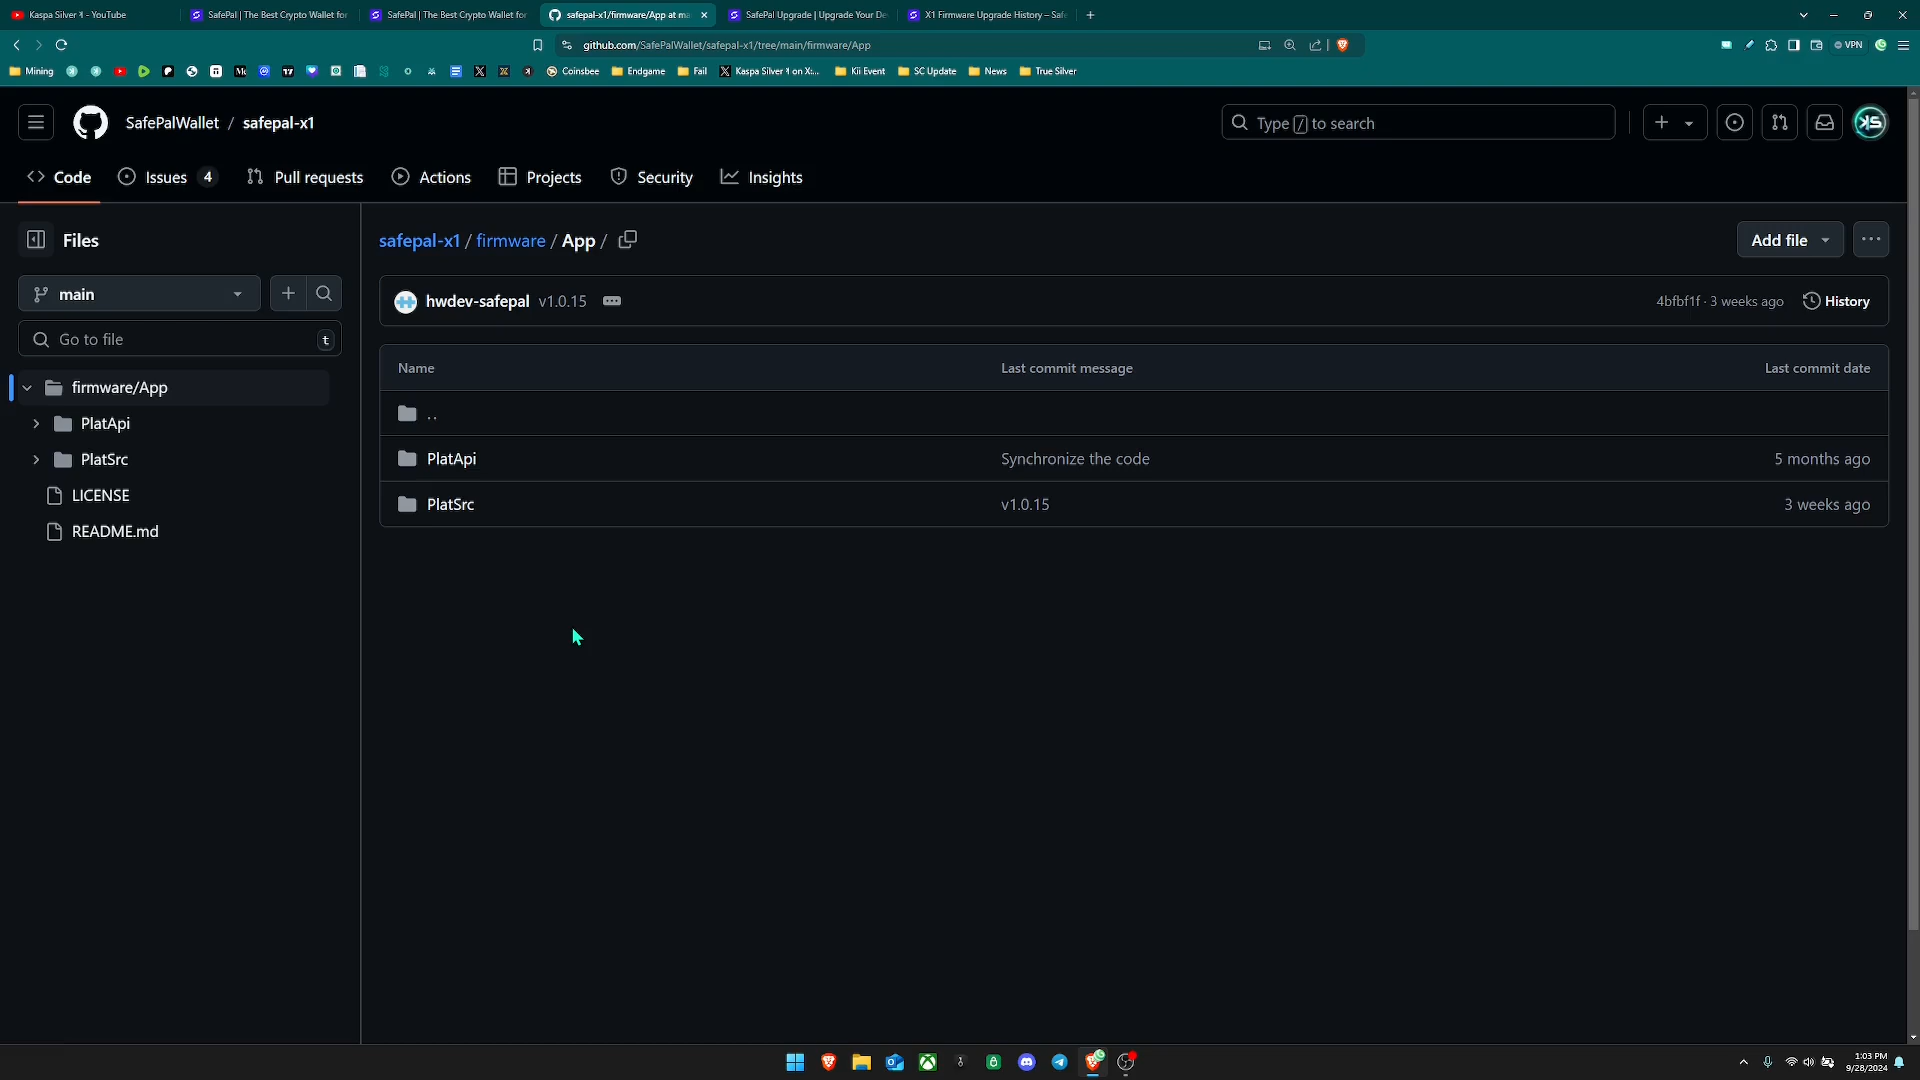 Kaspa Silver ⚕ - YouTube
SafePal | The Best Crypto Wallet for
SafePal | The Best Crypto Wallet for
safepal-x1/firmware/App at ma
SafePal Upgrade | Upgrade Your De
X1 Firmware Upgrade History – Safe
github.com/SafePalWallet/safepal-x1/tree/main/firmware/App
VPN
Mining
Coinsbee
Endgame
Fail
Kaspa Silver ⚕ on X:...
Kii Event
SC Update
News
True Silver
SafePalWallet / safepal-x1
Type / to search
Code
Issues 4
Pull requests
Actions
Projects
Security
Insights
Files
safepal-x1 / firmware / App /
Add file
main
hwdev-safepal v1.0.15
4bfbf1f · 3 weeks ago
History
Go to file
t
Name
Last commit message
Last commit date
firmware/App
..
PlatApi
PlatSrc
LICENSE
README.md
PlatApi
Synchronize the code
5 months ago
PlatSrc
v1.0.15
3 weeks ago
1:03 PM
9/28/2024